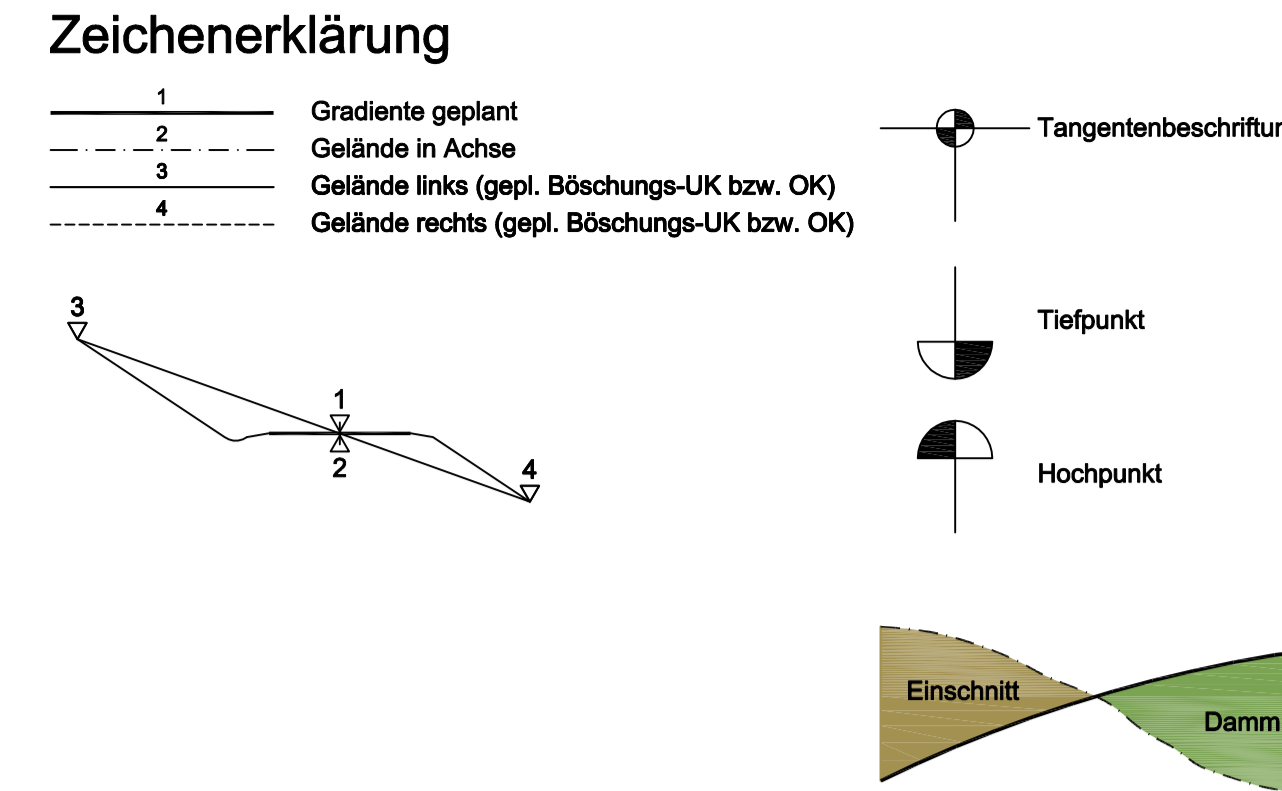 Zeichenerklärung
1
Gradiente geplant
2
Gelände in Achse
3
Gelände links (gepl. Böschungs-UK bzw. OK)
4
Gelände rechts (gepl. Böschungs-UK bzw. OK)
3
1
2
4
Tangentenbeschriftun
Tiefpunkt
Hochpunkt
Einschnitt
Damm